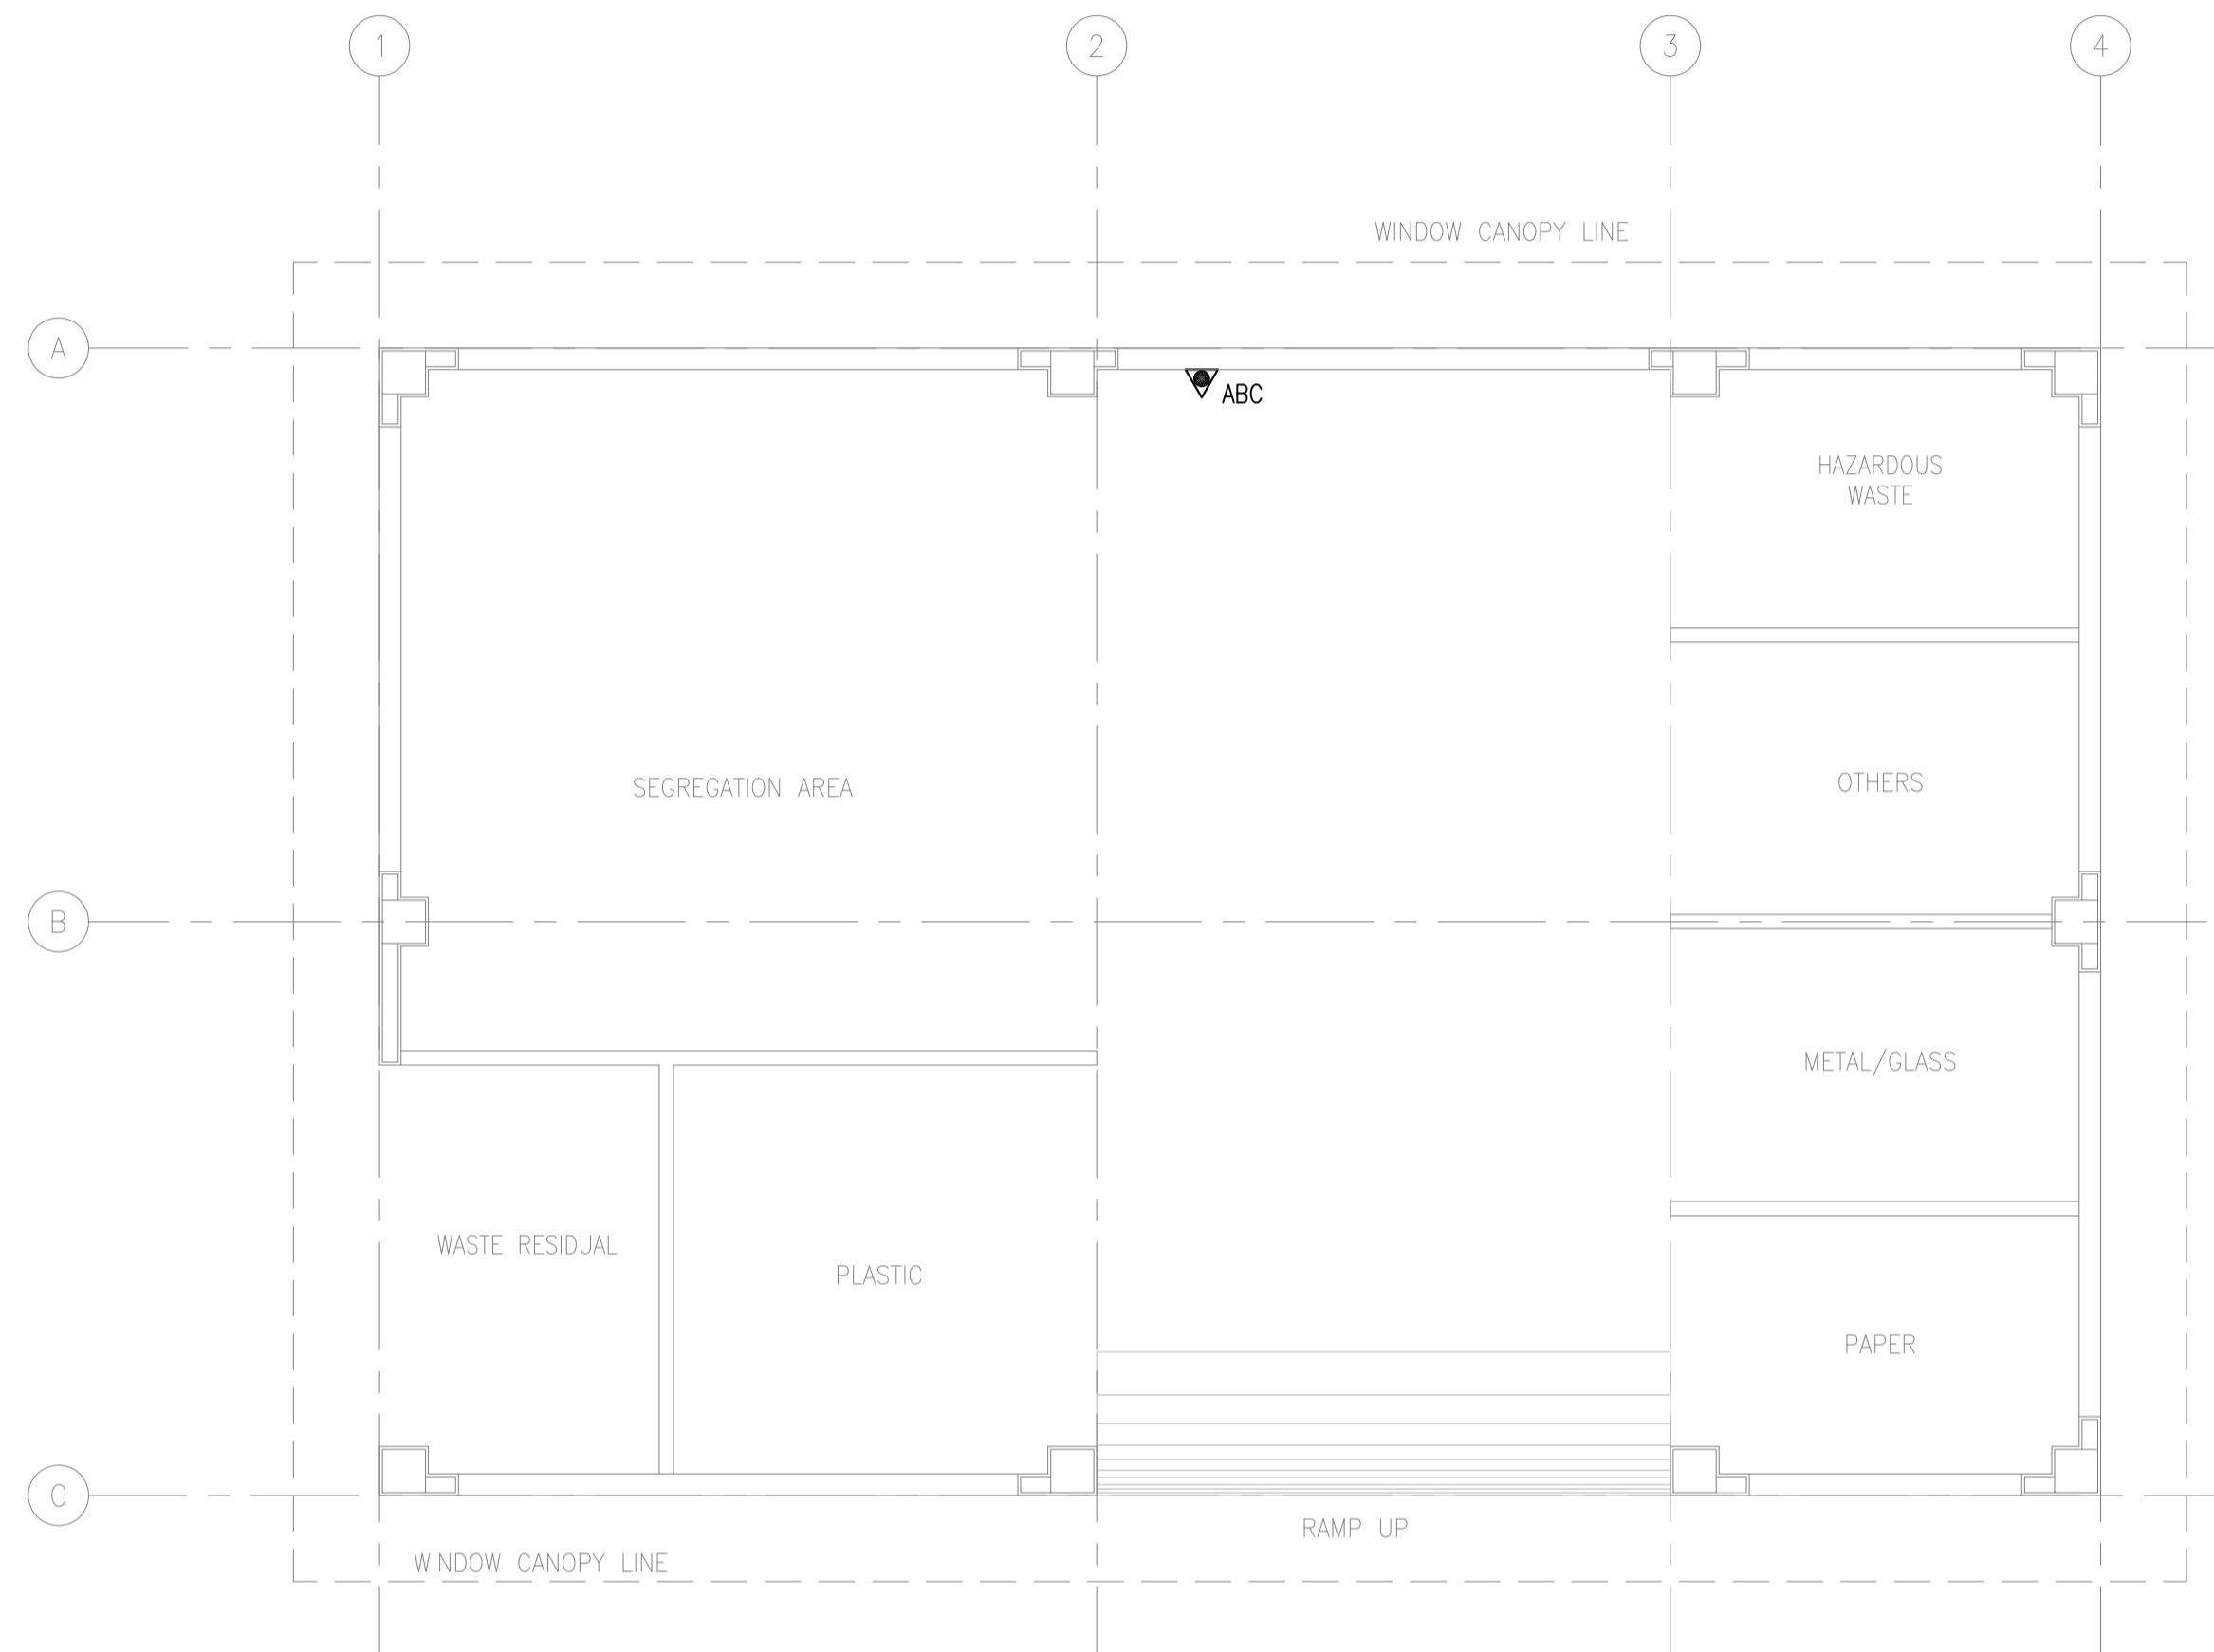 1 2 3 4
WINDOW CANOPY LINE
A
ABC
HAZARDOUS
WASTE
SEGREGATION AREA
OTHERS
B
METAL/GLASS
WASTE RESIDUAL
PLASTIC
PAPER
C
RAMP UP
WINDOW CANOPY LINE